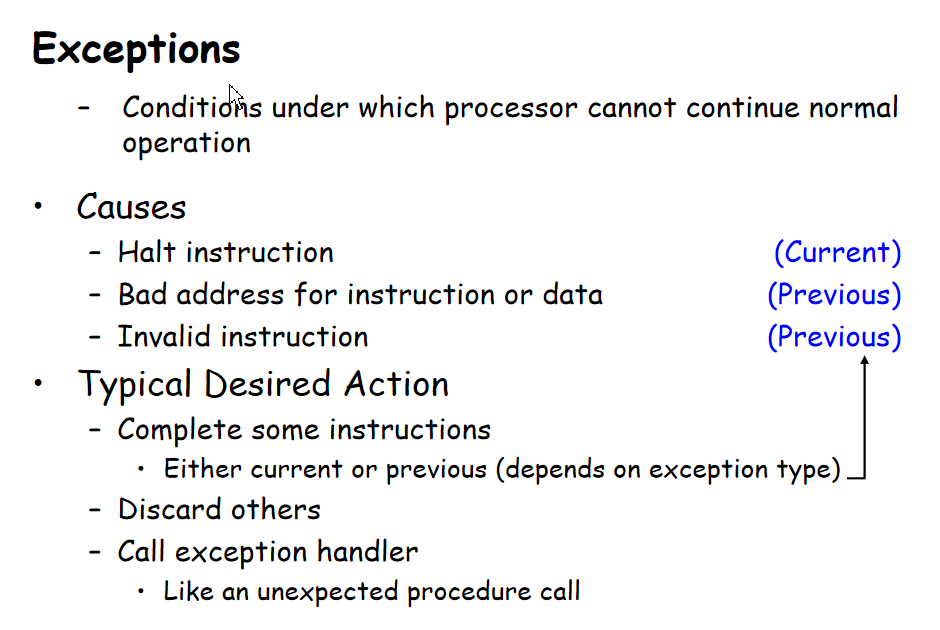 Exceptions
– Conditions under which processor cannot continue normal
operation
• Causes
– Halt instruction (Current)
– Bad address for instruction or data (Previous)
– Invalid instruction (Previous)
• Typical Desired Action
– Complete some instructions
• Either current or previous (depends on exception type)
– Discard others
– Call exception handler
• Like an unexpected procedure call